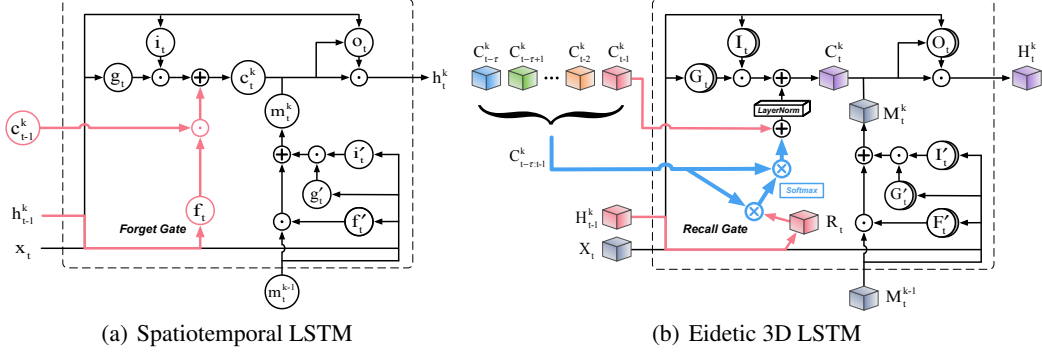 i_t
o_t
g_t
c_t^k
h_t^k
m_t^k
c_{t-1}^k
i'_t
g'_t
h_{t-1}^k
f_t
Forget Gate
f'_t
x_t
m_t^{k-1}
(a) Spatiotemporal LSTM
I_t
O_t
C_{t-τ}^k C_{t-τ+1}^k ... C_{t-2}^k C_{t-1}^k
G_t
C_t^k
H_t^k
LayerNorm
M_t^k
C_{t-τ:t-1}^k
I'_t
Softmax
G'_t
H_{t-1}^k
Recall Gate
R_t
F'_t
X_t
M_t^{k-1}
(b) Eidetic 3D LSTM